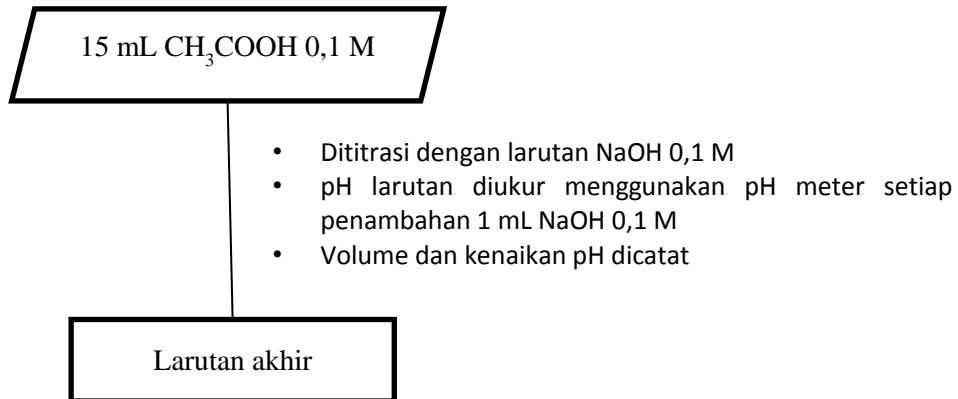 15 mL CH₃COOH 0,1 M
• Dititrasi dengan larutan NaOH 0,1 M
• pH larutan diukur menggunakan pH meter setiap
penambahan 1 mL NaOH 0,1 M
• Volume dan kenaikan pH dicatat
Larutan akhir